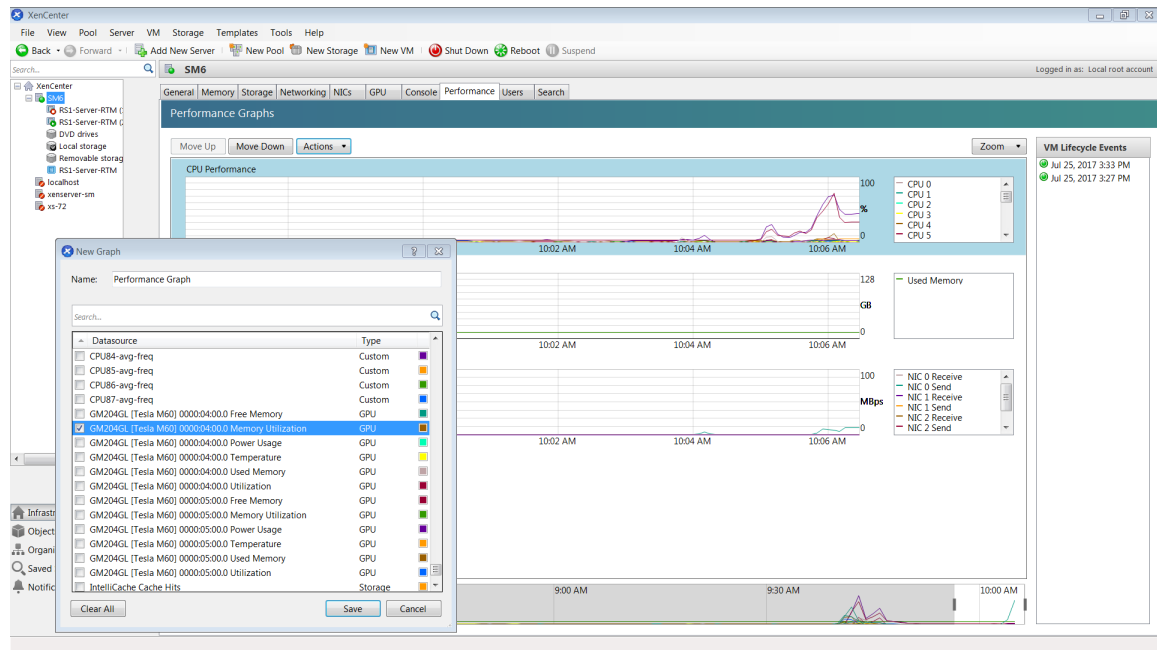 XenCenter
File View Pool Server VM Storage Templates Tools Help
Back Forward Add New Server New Pool New Storage New VM Shut Down Reboot Suspend
Search...
SM6
Logged in as: Local root account
XenCenter
SM6
RS1-Server-RTM (
RS1-Server-RTM (
DVD drives
Local storage
Removable storag
RS1-Server-RTM
localhost
xenserver-sm
xs-72
General Memory Storage Networking NICs GPU Console Performance Users Search
Performance Graphs
Move Up Move Down Actions Zoom
CPU Performance
100
%
0
10:02 AM 10:04 AM 10:06 AM
CPU 0
CPU 1
CPU 2
CPU 3
CPU 4
CPU 5
128
GB
0
10:02 AM 10:04 AM 10:06 AM
Used Memory
100
MBps
0
10:02 AM 10:04 AM 10:06 AM
NIC 0 Receive
NIC 0 Send
NIC 1 Receive
NIC 1 Send
NIC 2 Receive
NIC 2 Send
9:00 AM 9:30 AM 10:00 AM
VM Lifecycle Events
Jul 25, 2017 3:33 PM
Jul 25, 2017 3:27 PM
Infrastr
Object
Organi
Saved
Notific
New Graph
Name: Performance Graph
Search...
Datasource Type
CPU84-avg-freq Custom
CPU85-avg-freq Custom
CPU86-avg-freq Custom
CPU87-avg-freq Custom
GM204GL [Tesla M60] 0000:04:00.0 Free Memory GPU
GM204GL [Tesla M60] 0000:04:00.0 Memory Utilization GPU
GM204GL [Tesla M60] 0000:04:00.0 Power Usage GPU
GM204GL [Tesla M60] 0000:04:00.0 Temperature GPU
GM204GL [Tesla M60] 0000:04:00.0 Used Memory GPU
GM204GL [Tesla M60] 0000:04:00.0 Utilization GPU
GM204GL [Tesla M60] 0000:05:00.0 Free Memory GPU
GM204GL [Tesla M60] 0000:05:00.0 Memory Utilization GPU
GM204GL [Tesla M60] 0000:05:00.0 Power Usage GPU
GM204GL [Tesla M60] 0000:05:00.0 Temperature GPU
GM204GL [Tesla M60] 0000:05:00.0 Used Memory GPU
GM204GL [Tesla M60] 0000:05:00.0 Utilization GPU
IntelliCache Cache Hits Storage
Clear All Save Cancel